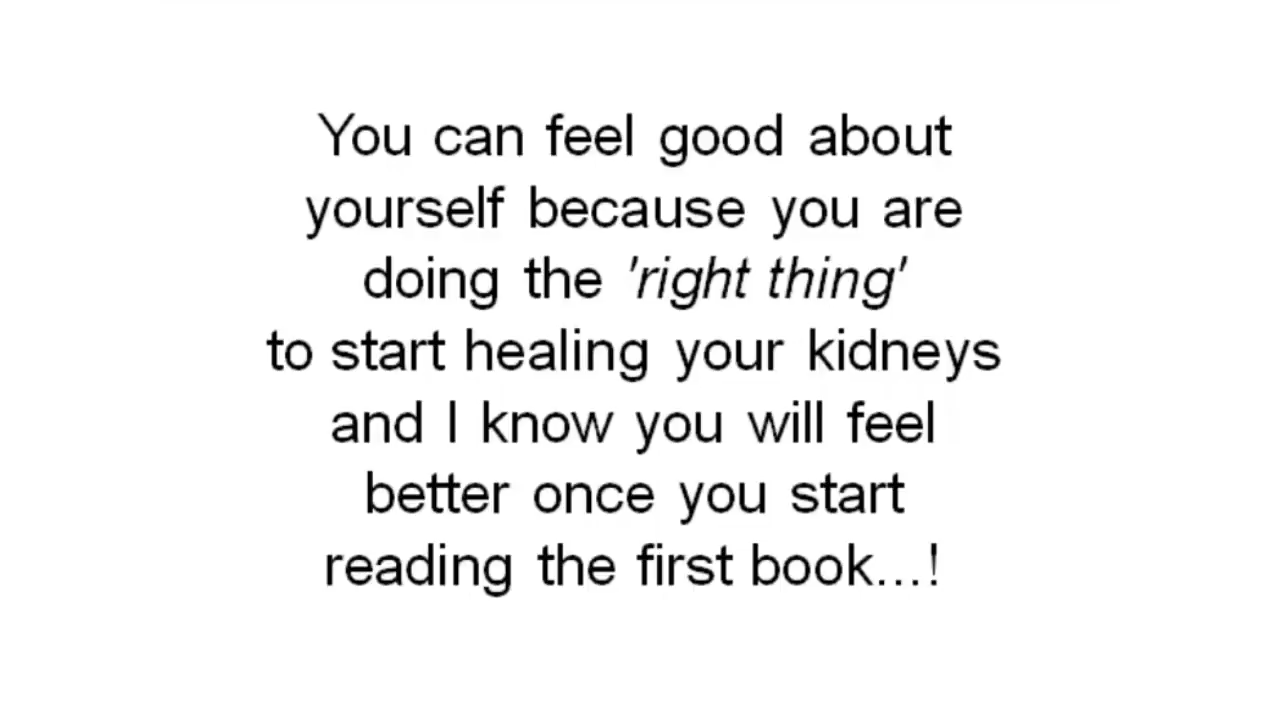 You can feel good about
yourself because you are
doing the 'right thing'
to start healing your kidneys
and I know you will feel
better once you start
reading the first book...!